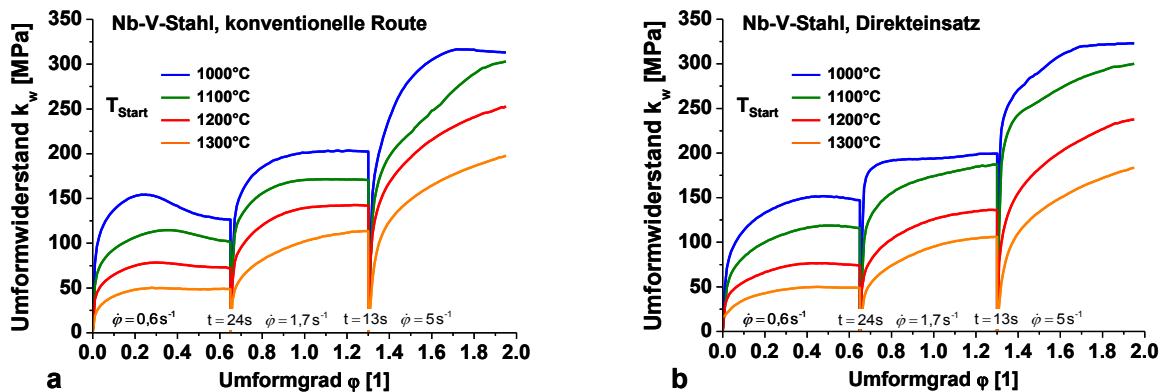 Nb-V-Stahl, konventionelle Route
Umformwiderstand k_w [MPa]
350
300
250
200
150
100
50
0
T_Start
1000°C
1100°C
1200°C
1300°C
φ̇ = 0,6s⁻¹
t = 24s
φ̇ = 1,7s⁻¹
t = 13s
φ̇ = 5s⁻¹
0.0 0.2 0.4 0.6 0.8 1.0 1.2 1.4 1.6 1.8 2.0
a
Umformgrad φ [1]
Nb-V-Stahl, Direkteinsatz
Umformwiderstand k_w [MPa]
350
300
250
200
150
100
50
0
T_Start
1000°C
1100°C
1200°C
1300°C
φ̇ = 0,6s⁻¹
t = 24s
φ̇ = 1,7s⁻¹
t = 13s
φ̇ = 5s⁻¹
0.0 0.2 0.4 0.6 0.8 1.0 1.2 1.4 1.6 1.8 2.0
b
Umformgrad φ [1]